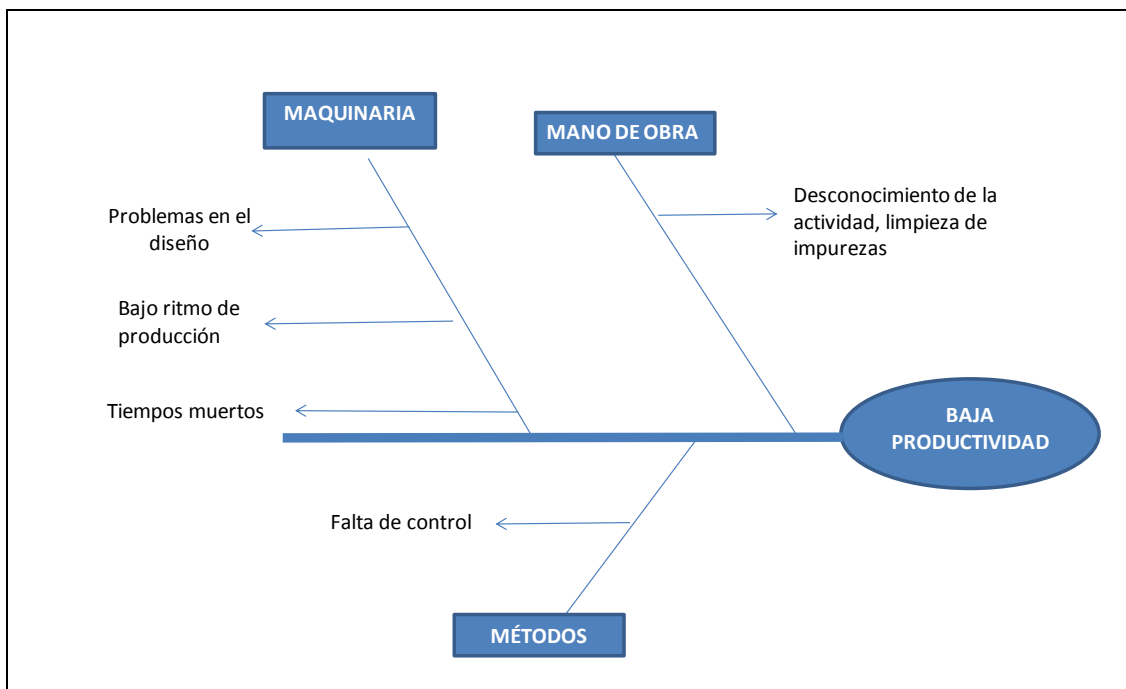 MAQUINARIA
MANO DE OBRA
Problemas en el
diseño
Desconocimiento de la
actividad, limpieza de
impurezas
Bajo ritmo de
producción
Tiempos muertos
BAJA
PRODUCTIVIDAD
Falta de control
MÉTODOS